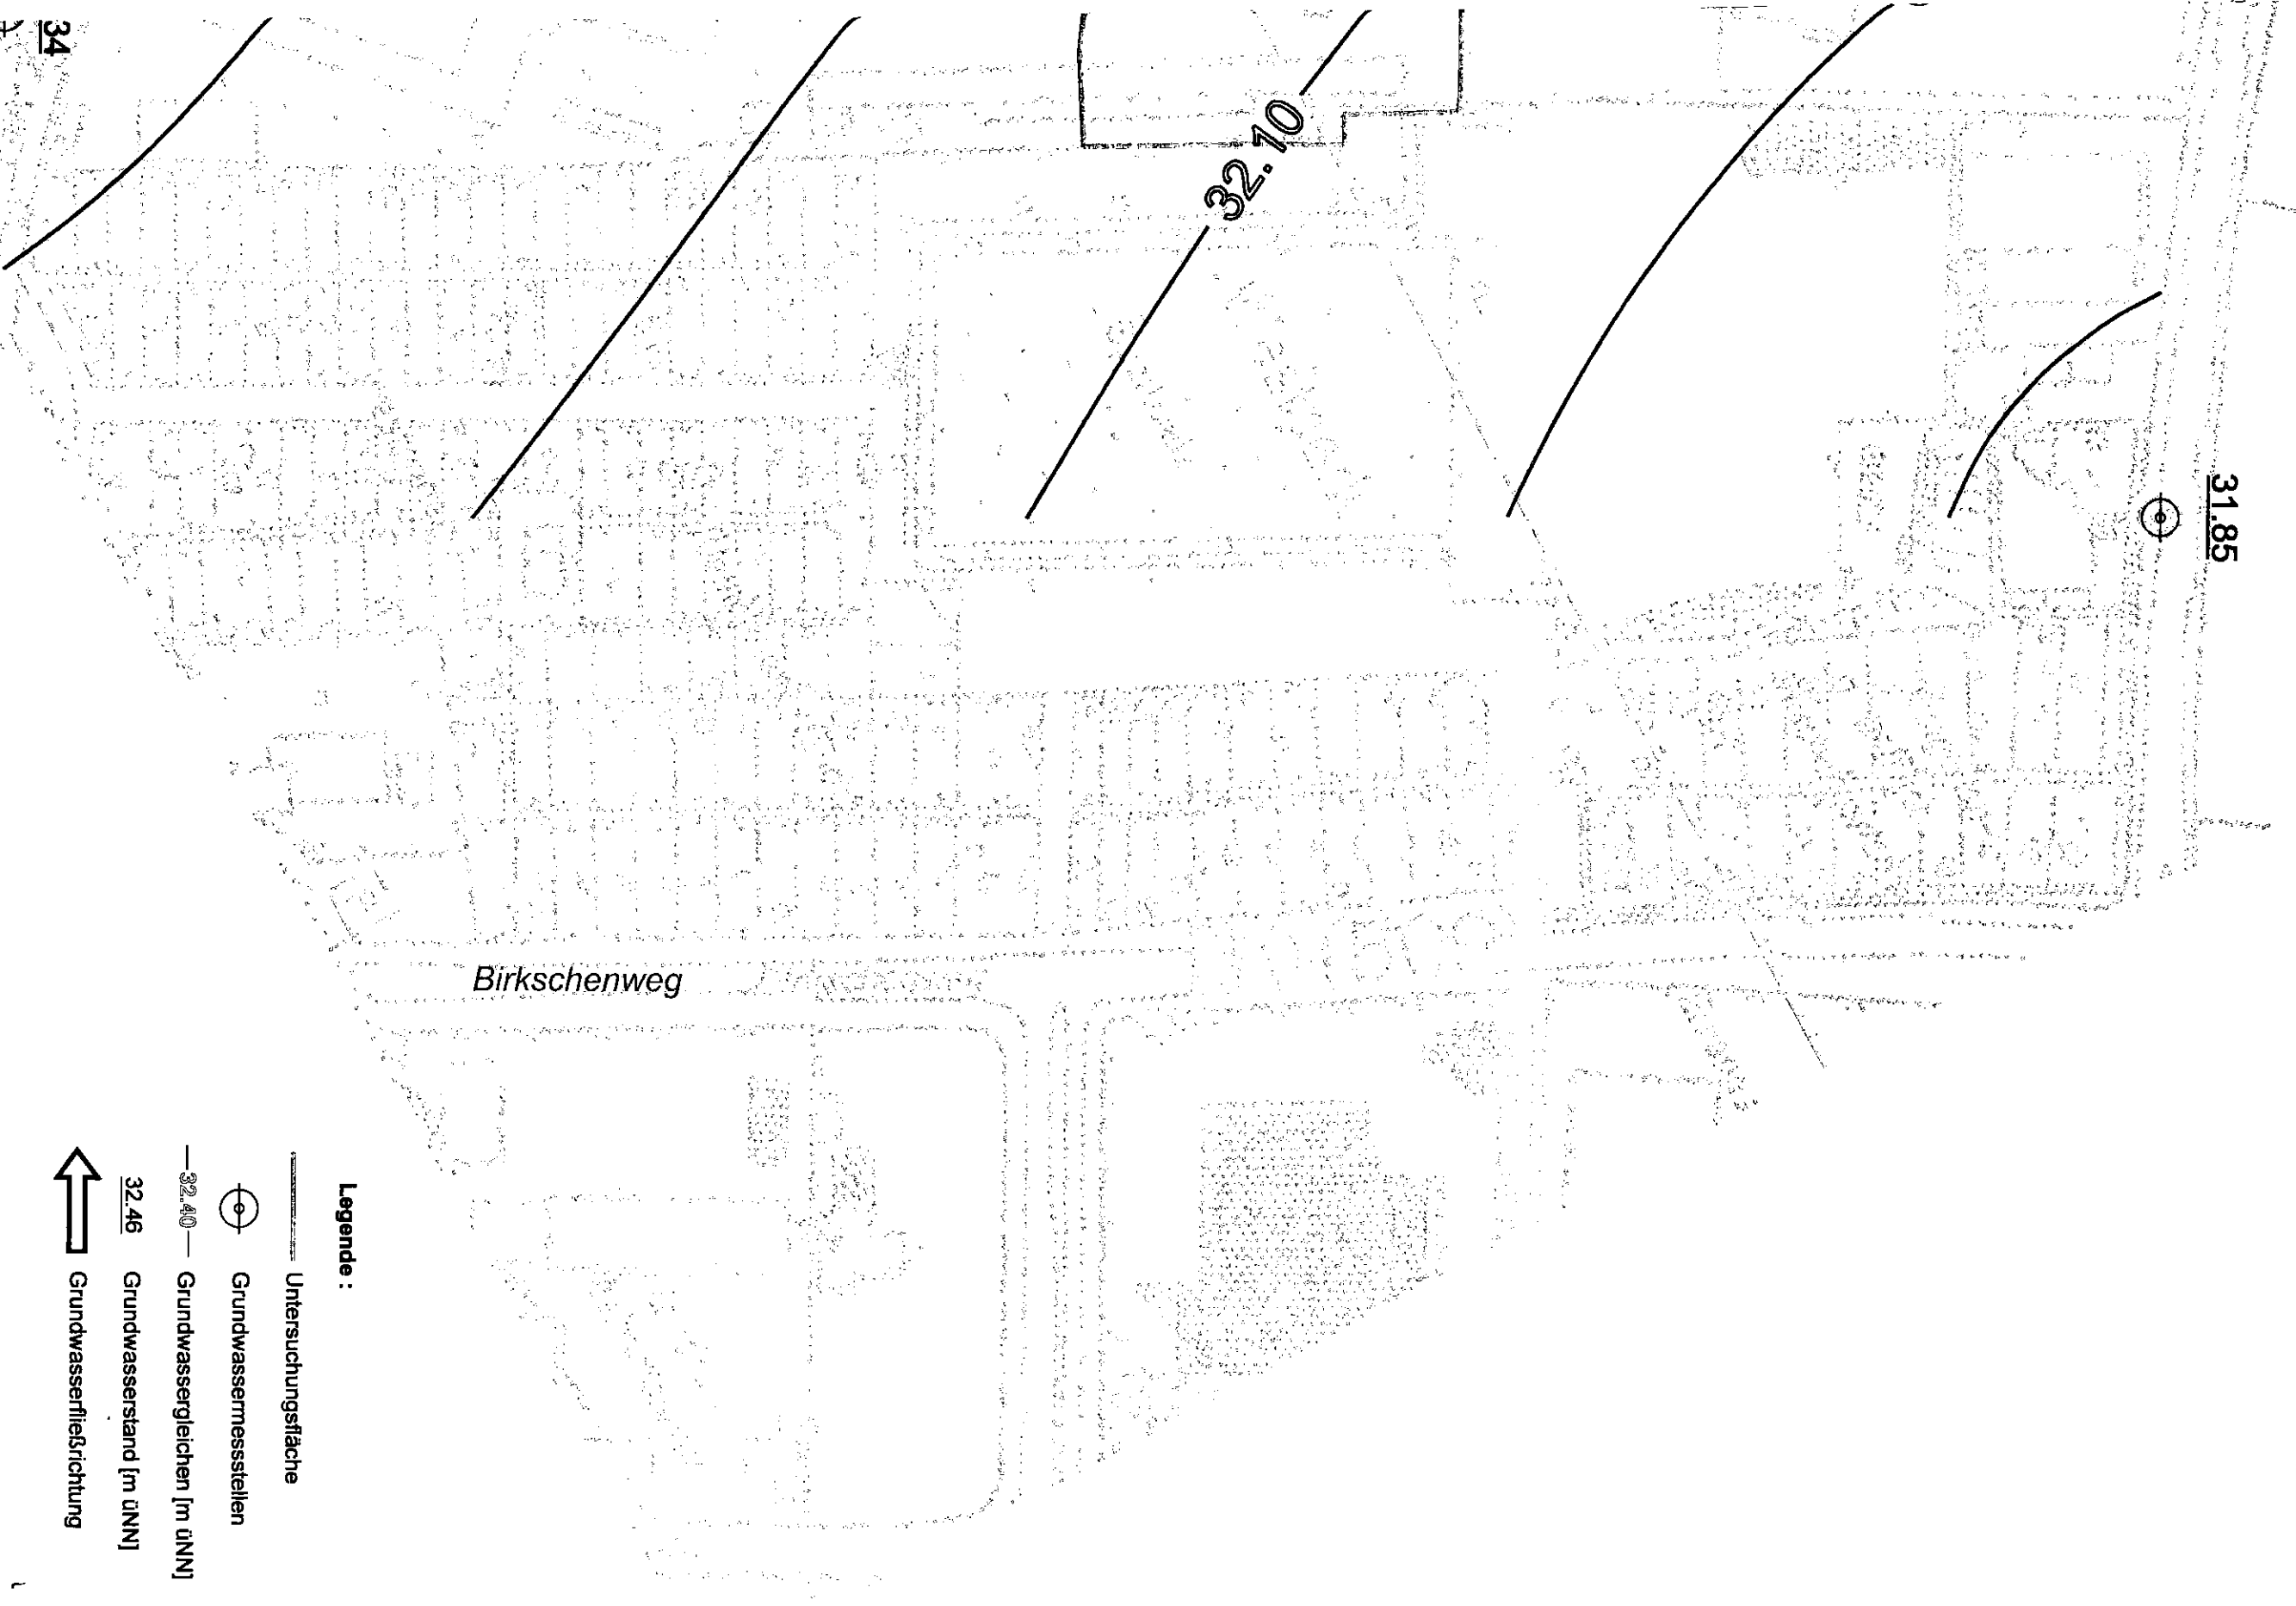 34
32.10
31.85
Birkschenweg
Legende :
Untersuchungsfläche
Grundwassermessstellen
—32.40— Grundwassergleichen [m üNN]
32.46 Grundwasserstand [m üNN]
Grundwasserfließrichtung